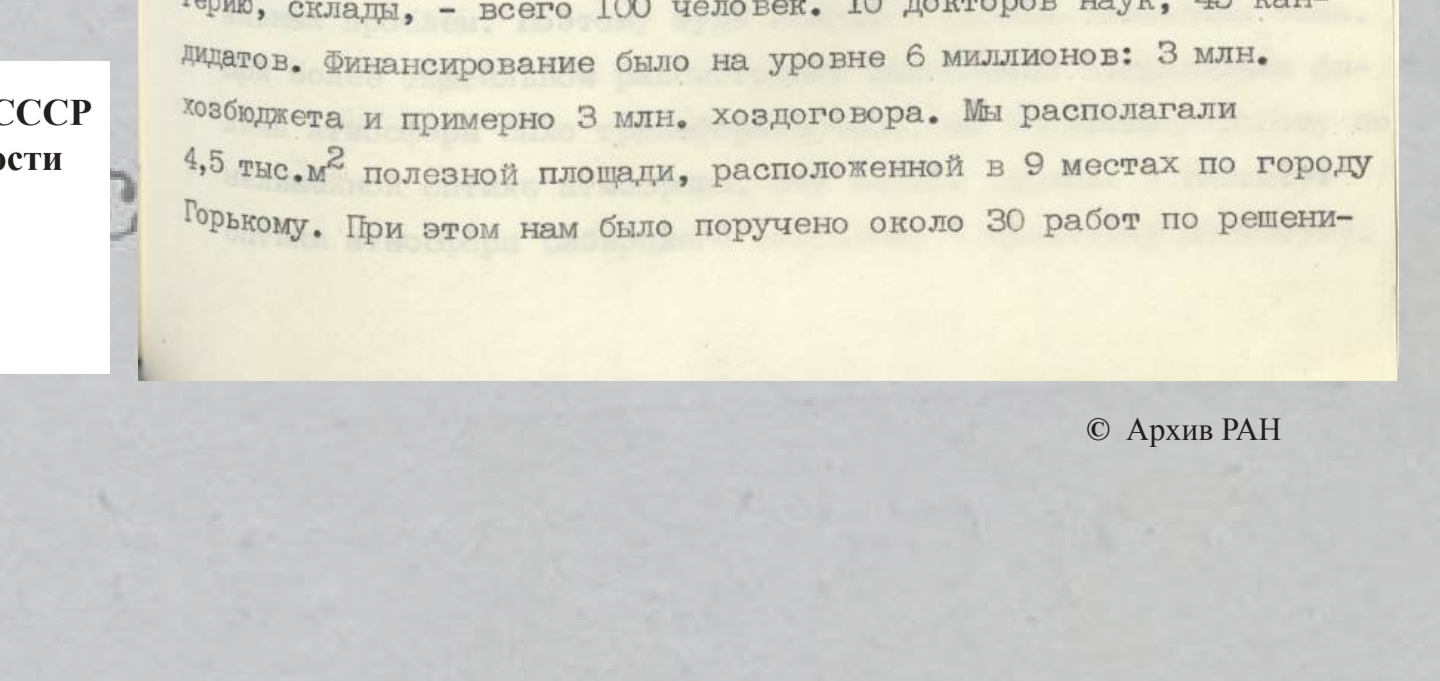 терию, склады, - всего 100 человек. 10 докторов наук, 45 кан-
дидатов. Финансирование было на уровне 6 миллионов: 3 млн.
хозбюджета и примерно 3 млн. хоздоговора. Мы располагали
4,5 тыс.м2 полезной площади, расположенной в 9 местах по городу
Горькому. При этом нам было поручено около 30 работ по решени-
СССР
ости
© Архив РАН